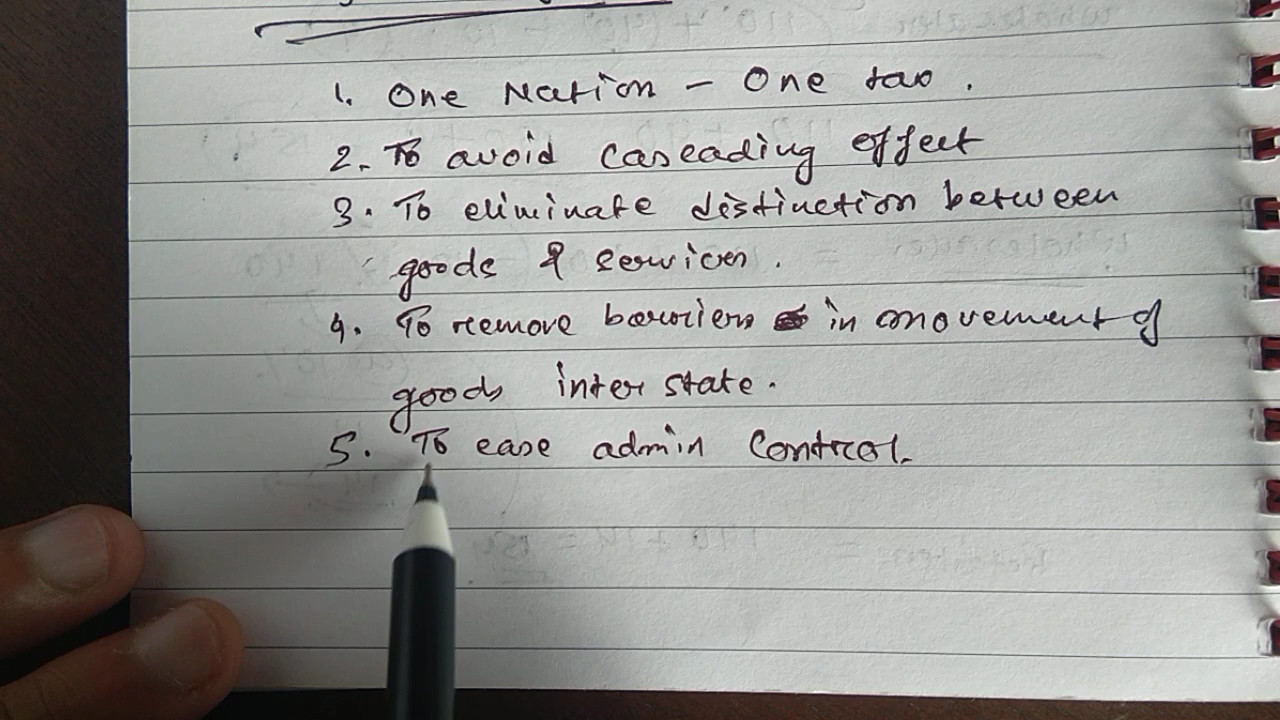 1. One Nation - One tax.
2. To avoid cascading effect
3. To eliminate distinction between
goods & services.
4. To remove barriers in movement of
goods inter state.
5. To ease admin Control.